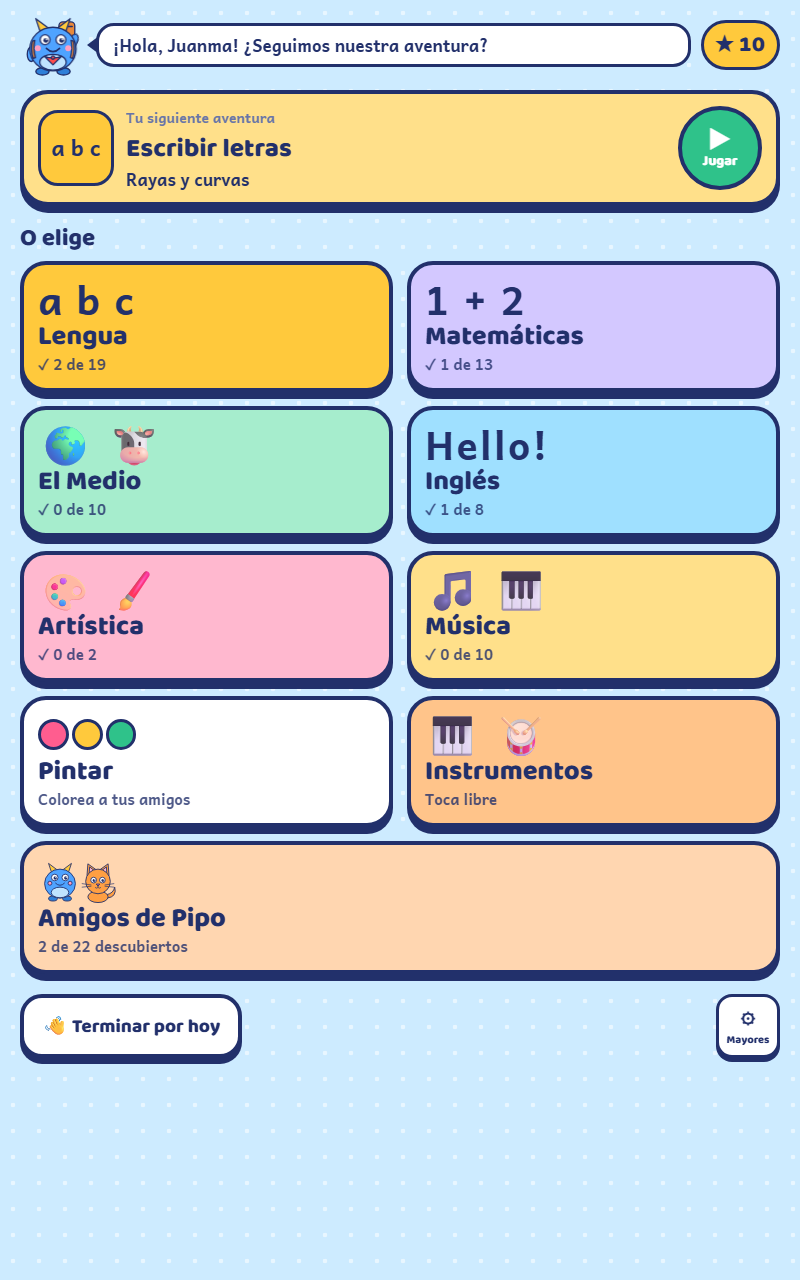 ¡Hola, Juanma! ¿Seguimos nuestra aventura?
★ 10
Tu siguiente aventura
a b c
Escribir letras
Rayas y curvas
Jugar
O elige
a b c
Lengua
✓ 2 de 19
1 + 2
Matemáticas
✓ 1 de 13
El Medio
✓ 0 de 10
Hello!
Inglés
✓ 1 de 8
Artística
✓ 0 de 2
Música
✓ 0 de 10
Pintar
Colorea a tus amigos
Instrumentos
Toca libre
Amigos de Pipo
2 de 22 descubiertos
Terminar por hoy
Mayores